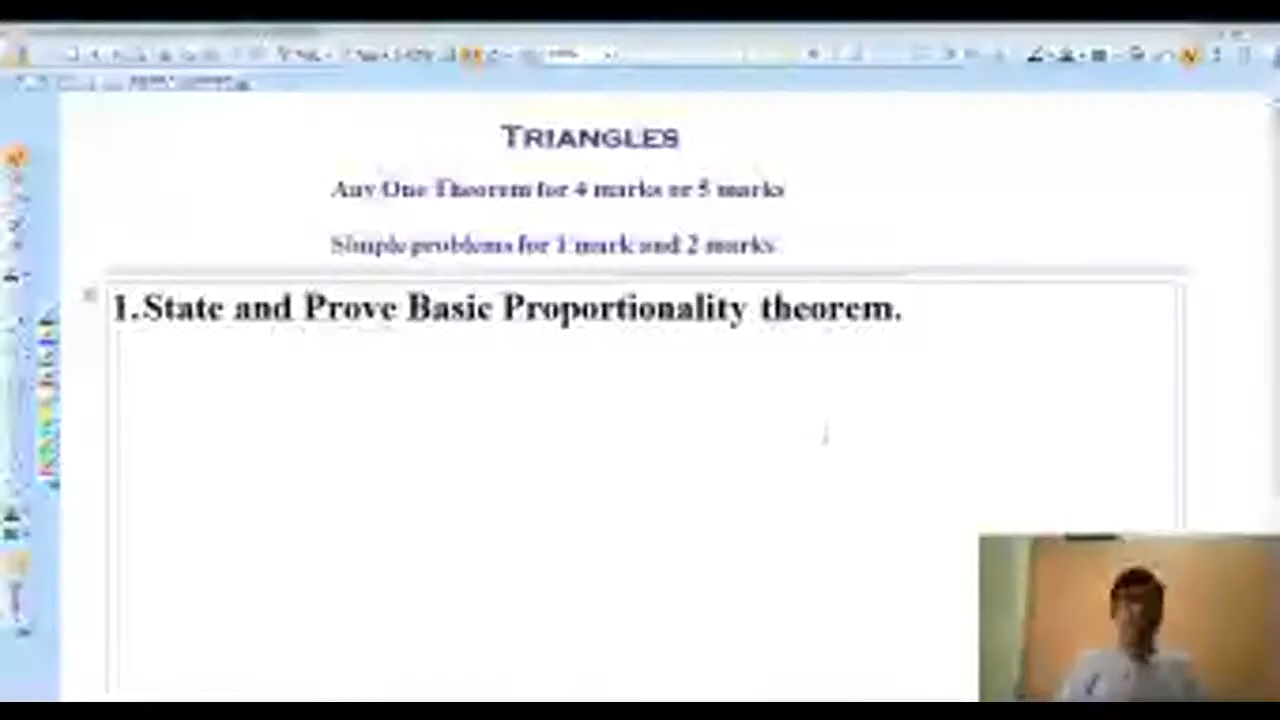 TRIANGLES
Any One Theorem for 4 marks or 5 marks
Simple problems for 1 mark and 2 marks
1.State and Prove Basic Proportionality theorem.